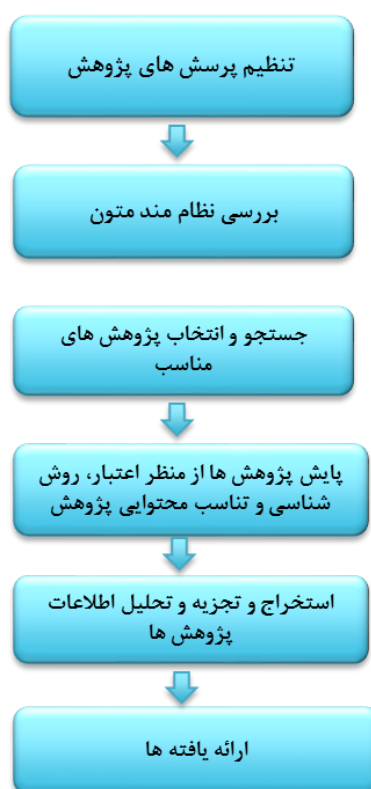 تنظیم پرسش های پژوهش
بررسی نظام مند متون
جستجو و انتخاب پژوهش های
مناسب
پایش پژوهش ها از منظر اعتبار، روش
شناسی و تناسب محتوایی پژوهش
استخراج و تجزیه و تحلیل اطلاعات
پژوهش ها
ارائه یافته ها